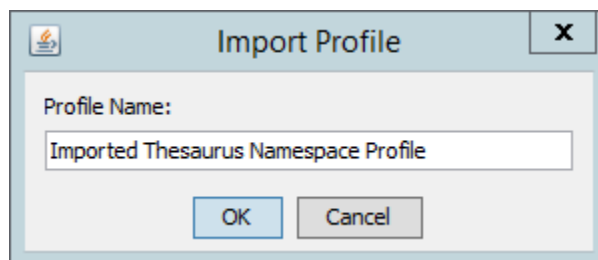 Import Profile
x
Profile Name:
Imported Thesaurus Namespace Profile
OK
Cancel